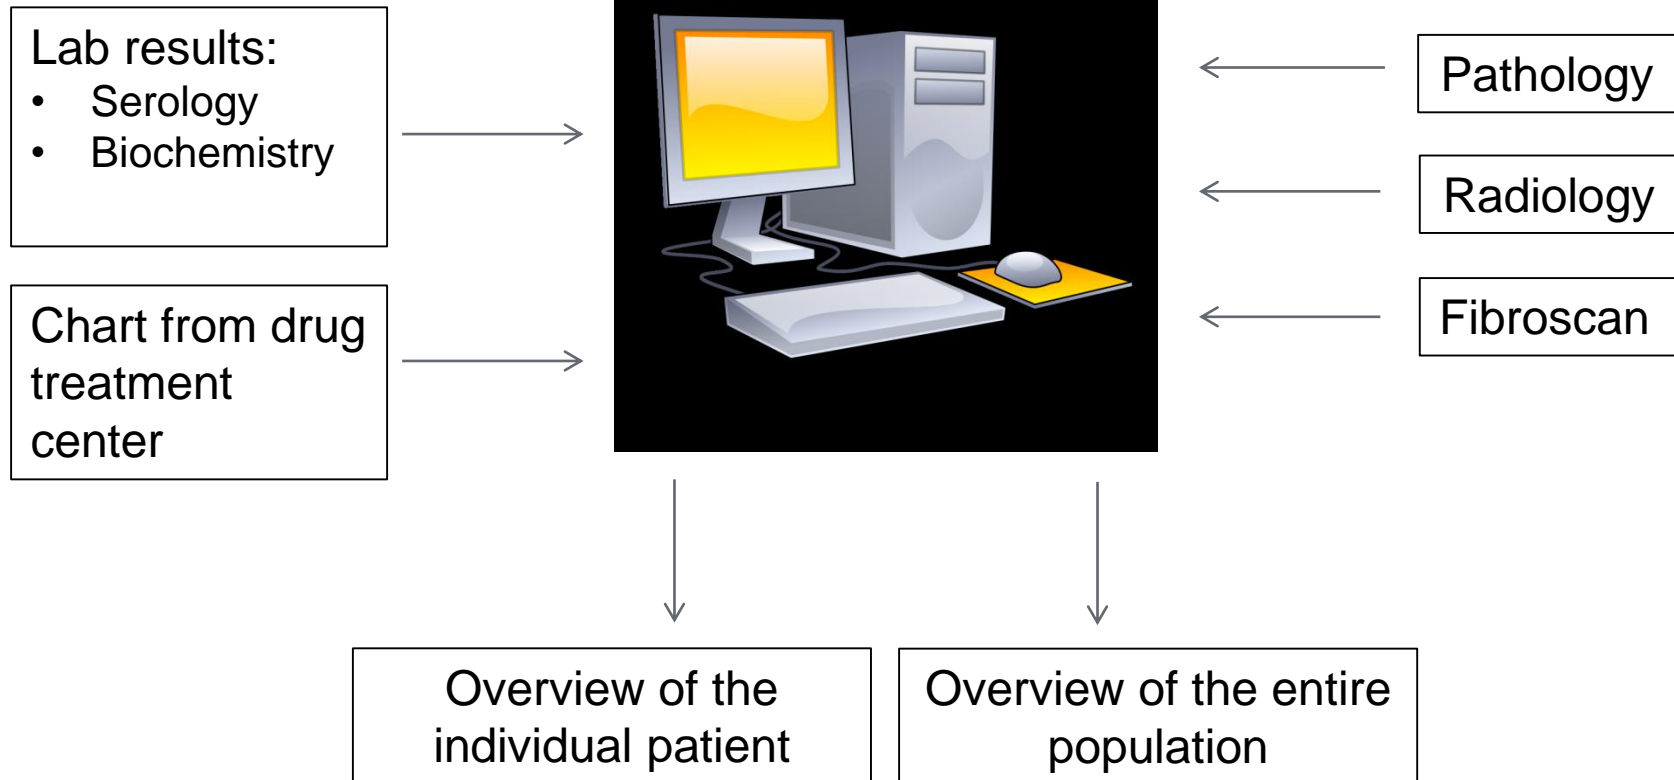 Lab results:
• Serology
• Biochemistry
Chart from drug
treatment
center
Pathology
Radiology
Fibroscan
Overview of the
individual patient
Overview of the entire
population